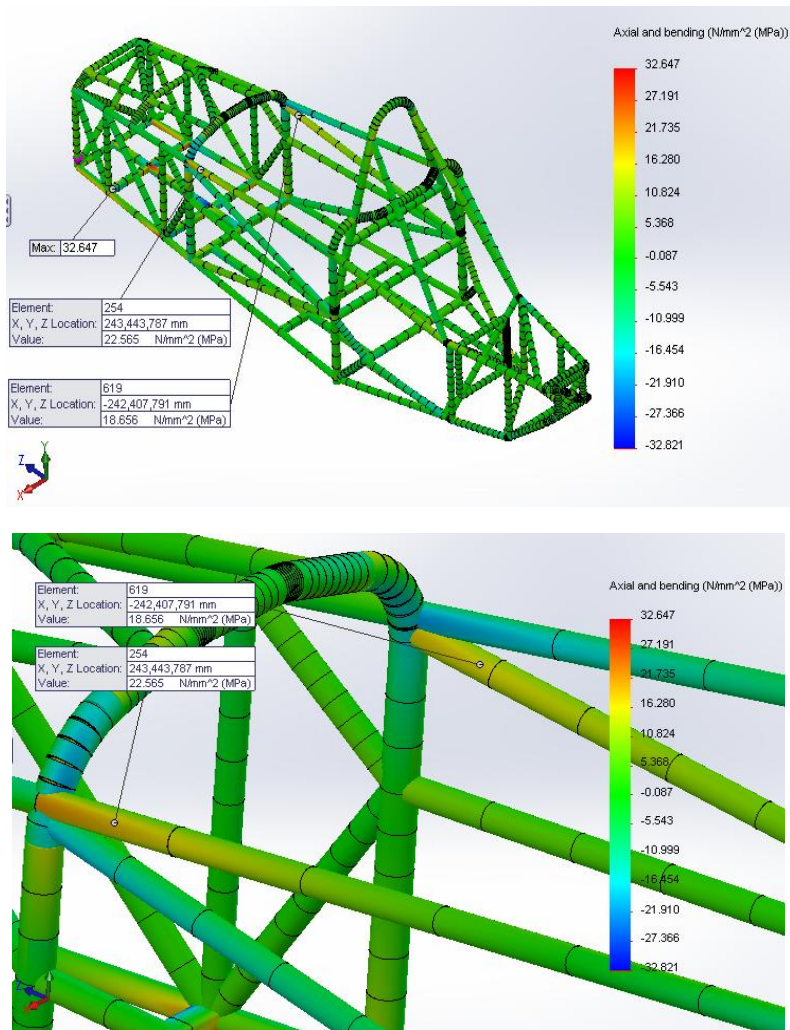 Axial and bending (N/mm^2 (MPa))
32.647
27.191
21.735
16.280
10.824
5.368
-0.087
-5.543
-10.999
-16.454
-21.910
-27.366
-32.821
Max: 32.647
Element: 254
X, Y, Z Location: 243,443,787 mm
Value: 22.565 N/mm^2 (MPa)
Element: 619
X, Y, Z Location: -242,407,791 mm
Value: 18.656 N/mm^2 (MPa)
Y
Z
X
Axial and bending (N/mm^2 (MPa))
Element: 619
X, Y, Z Location: -242,407,791 mm
Value: 18.656 N/mm^2 (MPa)
Element: 254
X, Y, Z Location: 243,443,787 mm
Value: 22.565 N/mm^2 (MPa)
32.647
27.191
21.735
16.280
10.824
5.368
-0.087
-5.543
-10.999
-16.454
-21.910
-27.366
-32.821
Z